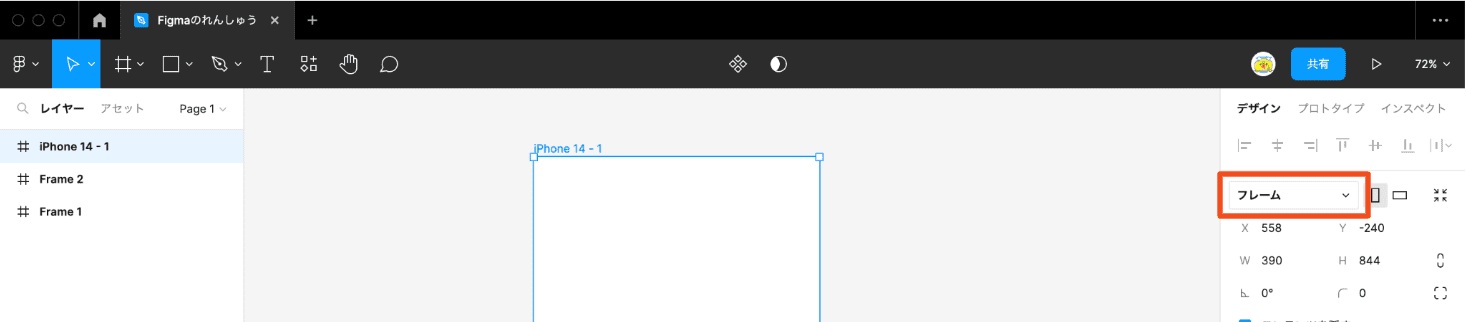 Figmaのれんしゅう
共有
72%
レイヤー アセット Page 1
デザイン プロトタイプ インスペクト
iPhone 14 - 1
iPhone 14 - 1
Frame 2
フレーム
Frame 1
X 558 Y -240
W 390 H 844
0° 0